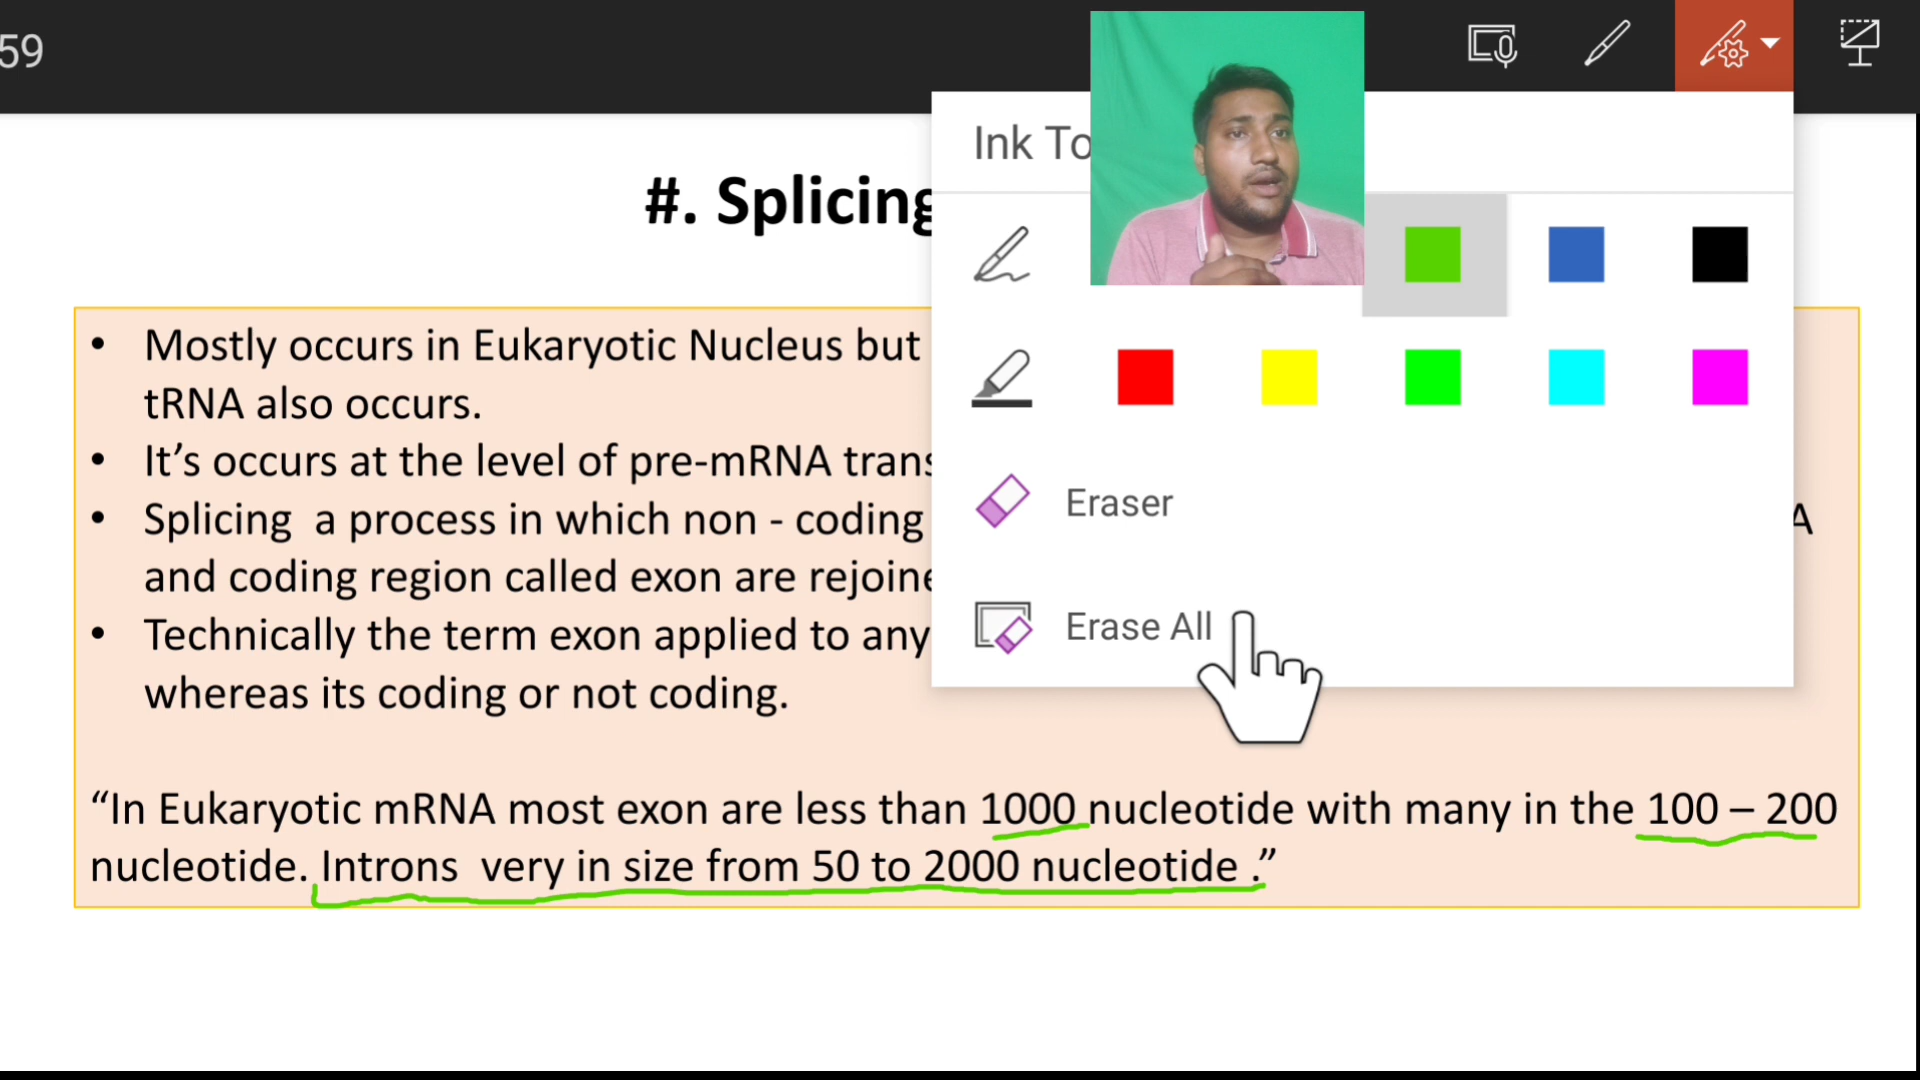 59
Ink To
#. Splicing
• Mostly occurs in Eukaryotic Nucleus but
tRNA also occurs.
• It’s occurs at the level of pre-mRNA trans
• Splicing a process in which non - coding A
and coding region called exon are rejoine
• Technically the term exon applied to any
whereas its coding or not coding.
Eraser
Erase All
“In Eukaryotic mRNA most exon are less than 1000 nucleotide with many in the 100 – 200
nucleotide. Introns very in size from 50 to 2000 nucleotide .”